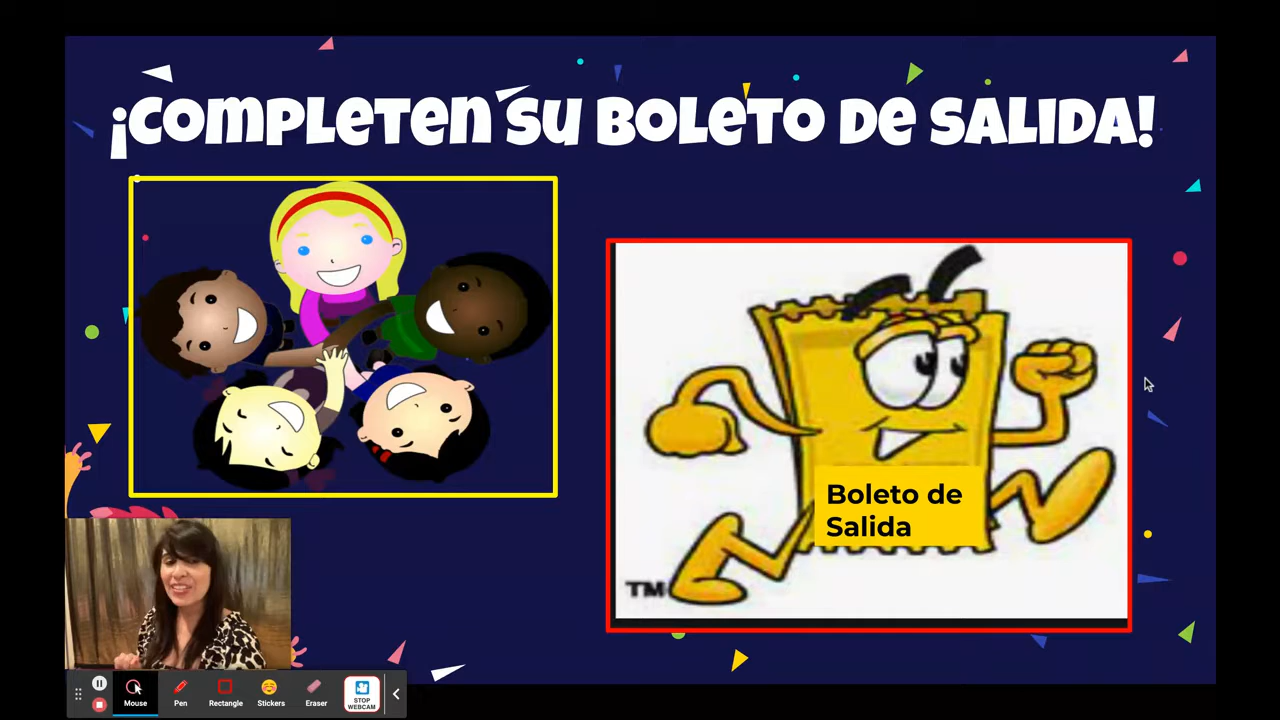 ¡COMPLETEN SU BOLETO DE SALIDA!
Boleto de
Salida
TM
Mouse
Pen
Rectangle
Stickers
Eraser
STOP
WEBCAM